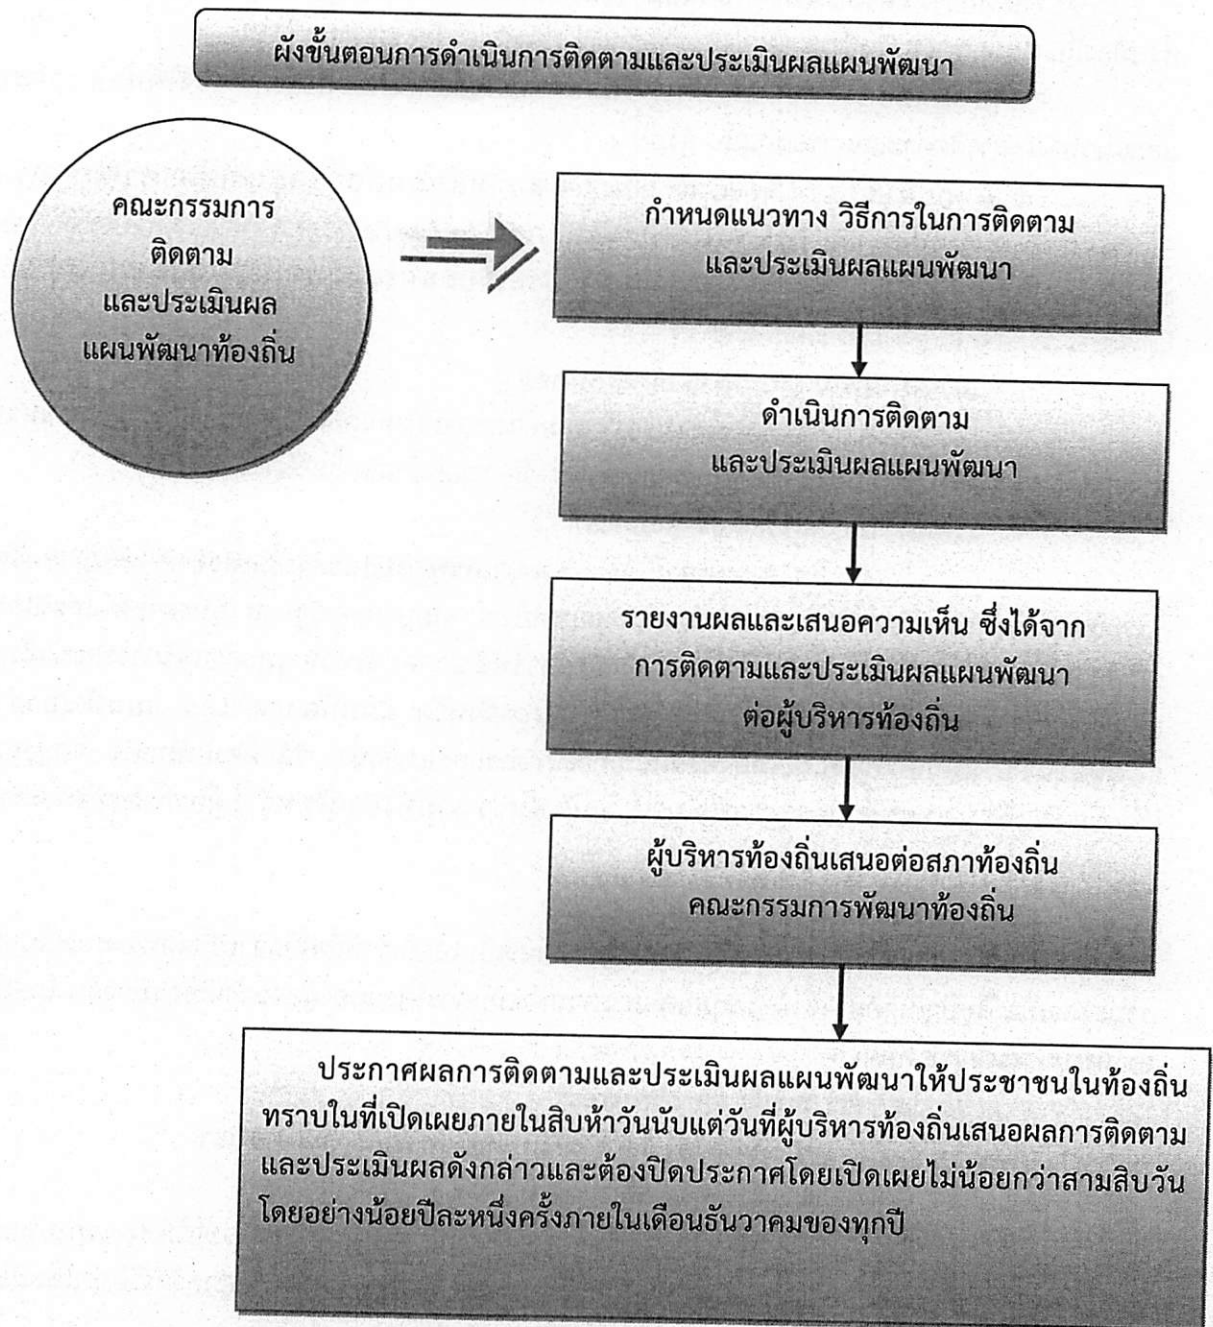 ผังขั้นตอนการดำเนินการติดตามและประเมินผลแผนพัฒนา
คณะกรรมการ
ติดตาม
และประเมินผล
แผนพัฒนาท้องถิ่น
กำหนดแนวทาง วิธีการในการติดตาม
และประเมินผลแผนพัฒนา
ดำเนินการติดตาม
และประเมินผลแผนพัฒนา
รายงานผลและเสนอความเห็น ซึ่งได้จาก
การติดตามและประเมินผลแผนพัฒนา
ต่อผู้บริหารท้องถิ่น
ผู้บริหารท้องถิ่นเสนอต่อสภาท้องถิ่น
คณะกรรมการพัฒนาท้องถิ่น
ประกาศผลการติดตามและประเมินผลแผนพัฒนาให้ประชาชนในท้องถิ่น
ทราบในที่เปิดเผยภายในสิบห้าวันนับแต่วันที่ผู้บริหารท้องถิ่นเสนอผลการติดตาม
และประเมินผลดังกล่าวและต้องปิดประกาศโดยเปิดเผยไม่น้อยกว่าสามสิบวัน
โดยอย่างน้อยปีละหนึ่งครั้งภายในเดือนธันวาคมของทุกปี